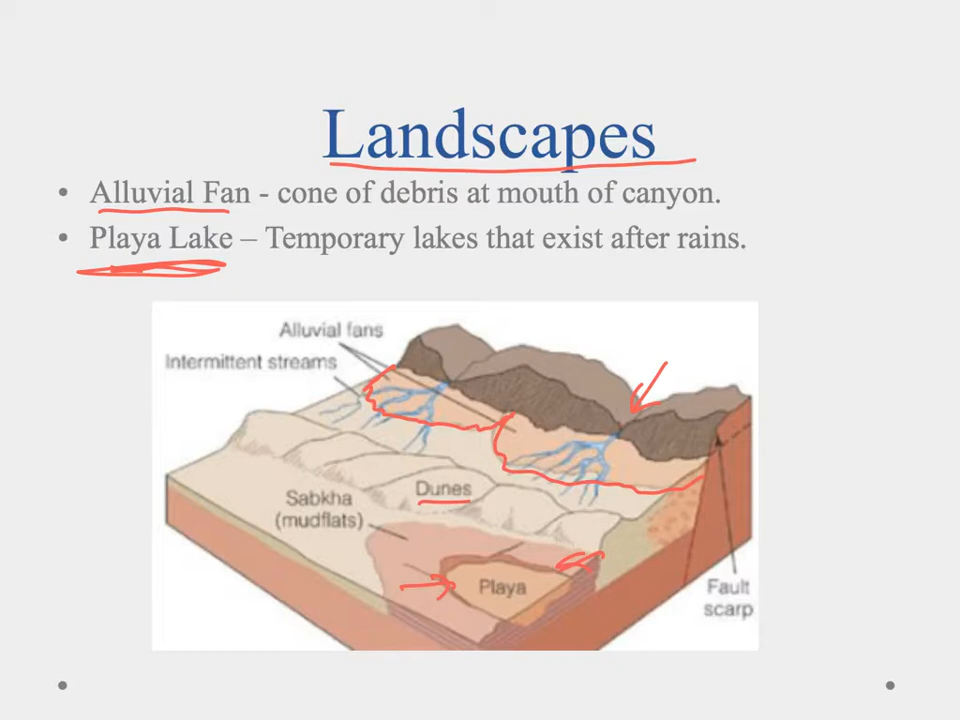 Landscapes
• Alluvial Fan - cone of debris at mouth of canyon.
• Playa Lake – Temporary lakes that exist after rains.
Alluvial fans
Intermittent streams
Dunes
Sabkha
(mudflats)
Playa
Fault
scarp